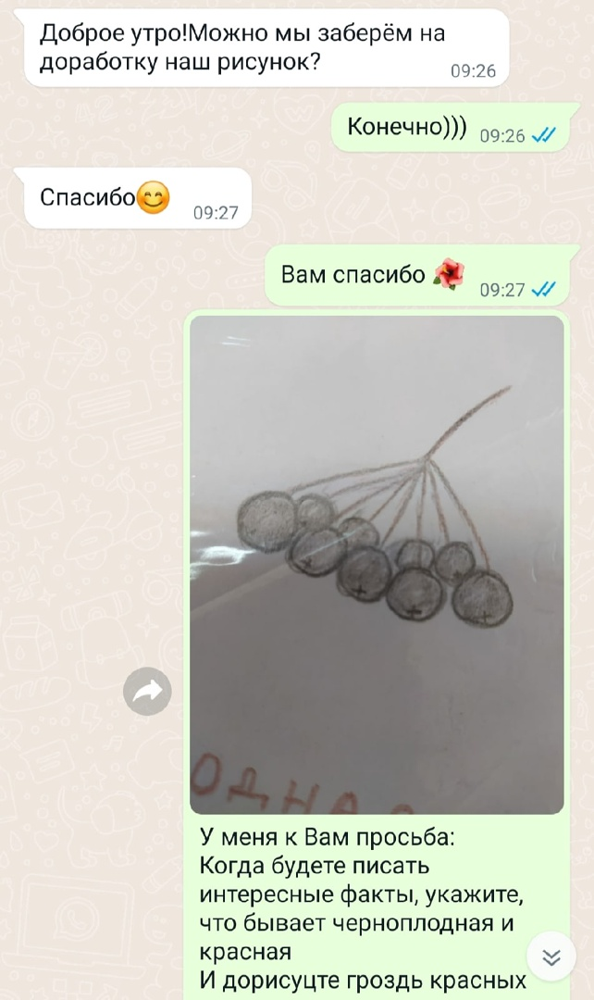 Доброе утро!Можно мы заберём на
доработку наш рисунок?
09:26
Конечно)))
09:26
Спасибо😊
09:27
Вам спасибо 🌺
09:27
ОДНА
У меня к Вам просьба:
Когда будете писать
интересные факты, укажите,
что бывает черноплодная и
красная
И дорисуцте гроздь красных